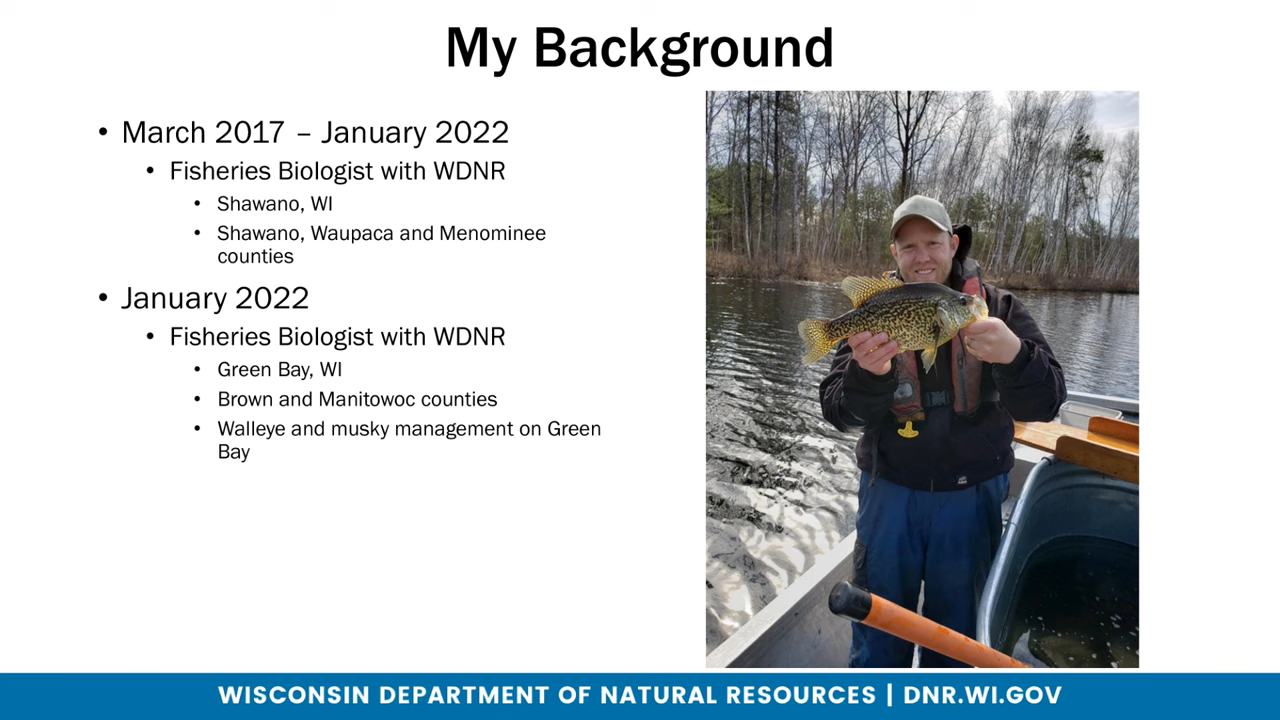 My Background
• March 2017 – January 2022
• Fisheries Biologist with WDNR
• Shawano, WI
• Shawano, Waupaca and Menominee
counties
• January 2022
• Fisheries Biologist with WDNR
• Green Bay, WI
• Brown and Manitowoc counties
• Walleye and musky management on Green
Bay
WISCONSIN DEPARTMENT OF NATURAL RESOURCES | DNR.WI.GOV